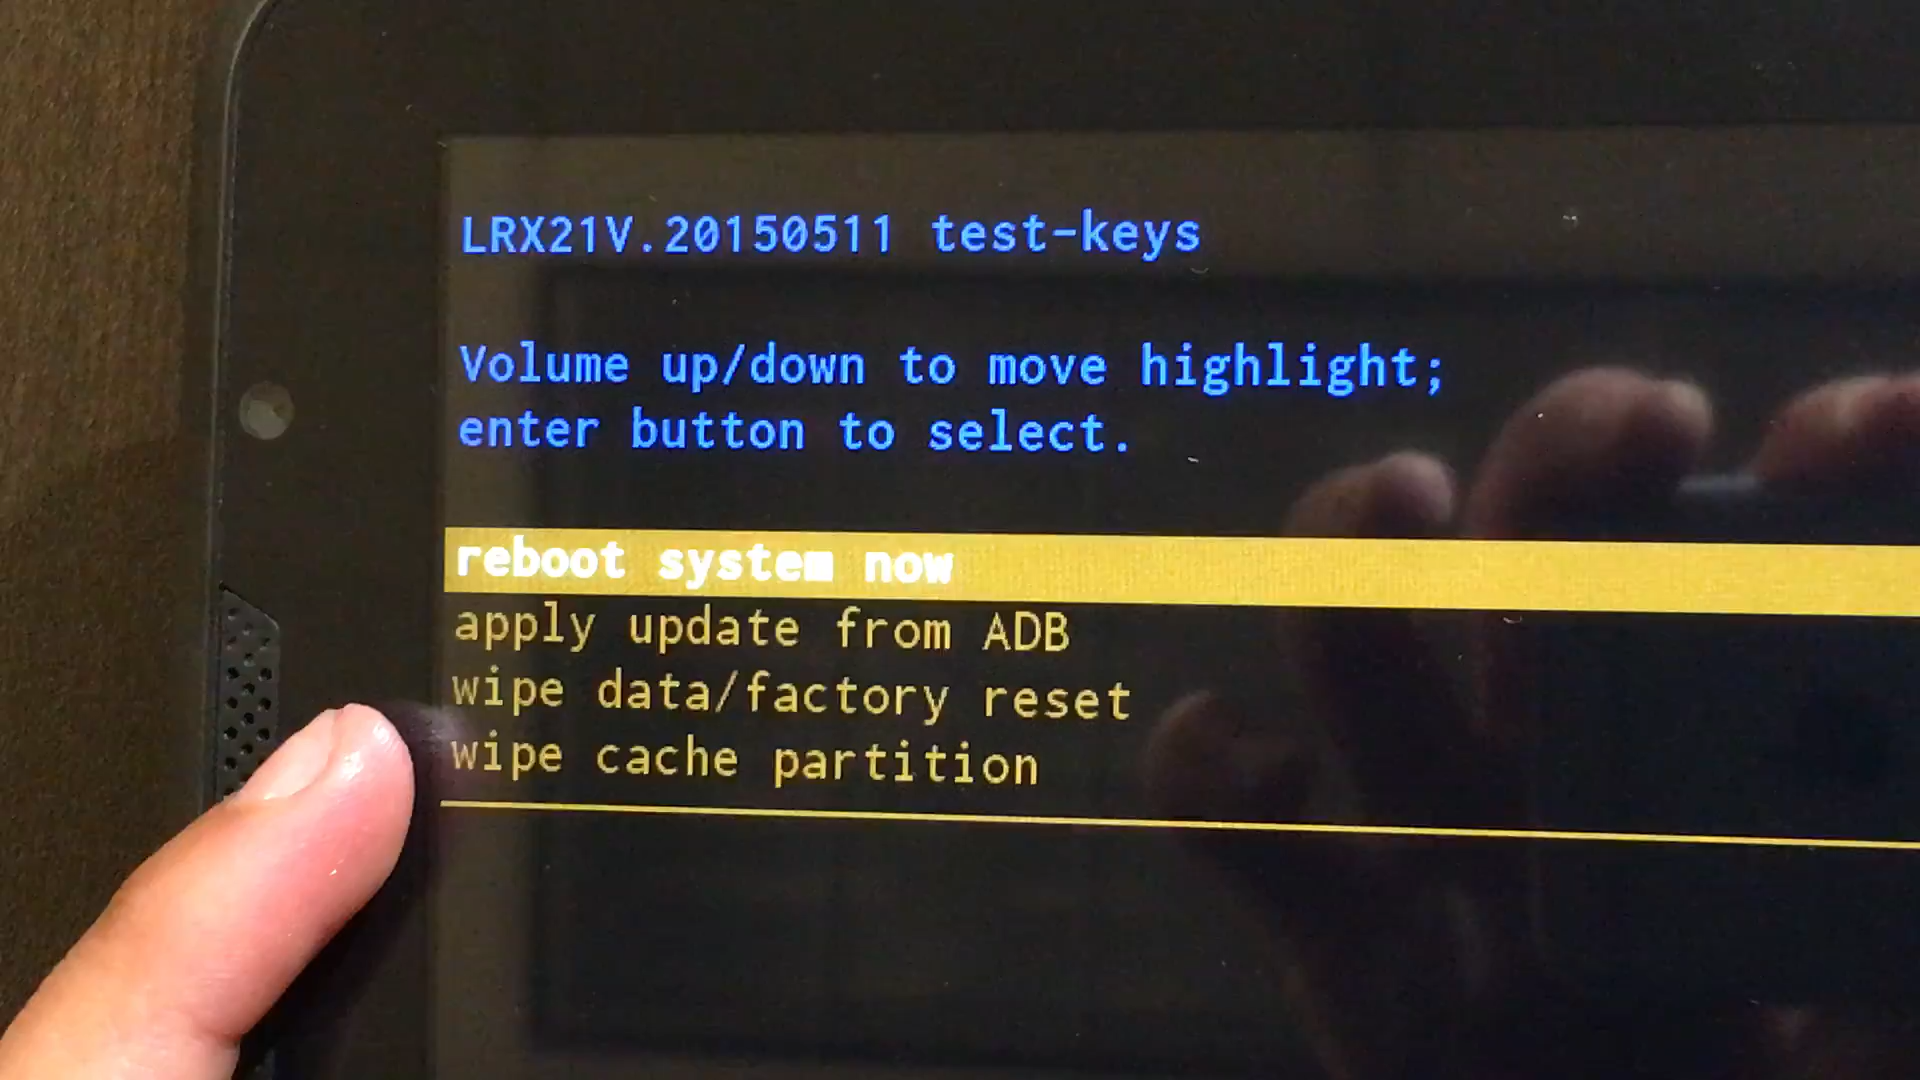 LRX21V.20150511 test-keys
Volume up/down to move highlight;
enter button to select.
reboot system now
apply update from ADB
wipe data/factory reset
wipe cache partition